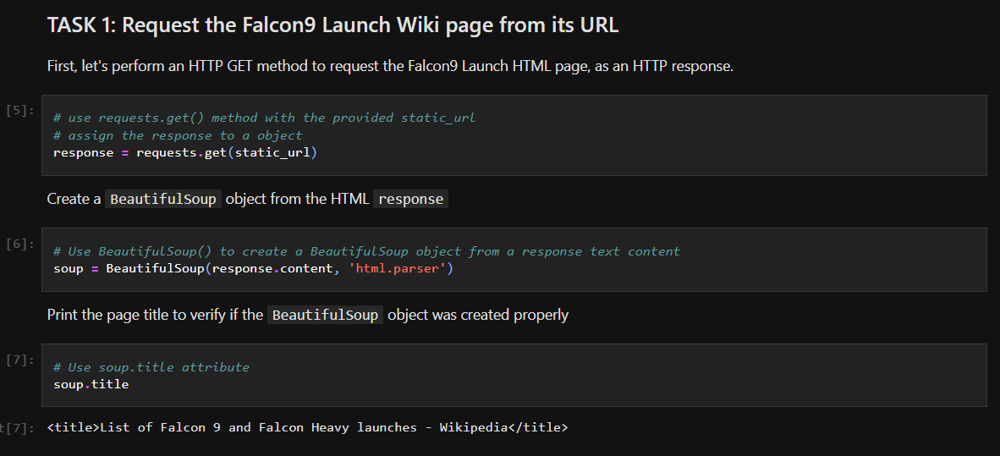 TASK 1: Request the Falcon9 Launch Wiki page from its URL
First, let's perform an HTTP GET method to request the Falcon9 Launch HTML page, as an HTTP response.
[5]:
# use requests.get() method with the provided static_url
# assign the response to a object
response = requests.get(static_url)
Create a BeautifulSoup object from the HTML response
[6]:
# Use BeautifulSoup() to create a BeautifulSoup object from a response text content
soup = BeautifulSoup(response.content, 'html.parser')
Print the page title to verify if the BeautifulSoup object was created properly
[7]:
# Use soup.title attribute
soup.title
t[7]: <title>List of Falcon 9 and Falcon Heavy launches - Wikipedia</title>